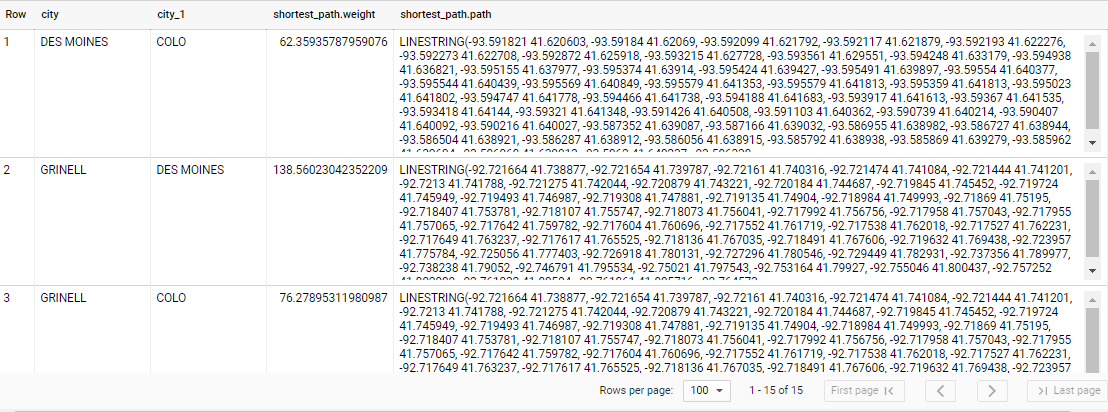 Row city city_1 shortest_path.weight shortest_path.path
1 DES MOINES COLO 62.35935787959076 LINESTRING(-93.591821 41.620603, -93.59184 41.62069, -93.592099 41.621792, -93.592117 41.621879, -93.592193 41.622276,
-93.592273 41.622708, -93.592872 41.625918, -93.593215 41.627728, -93.593561 41.629551, -93.594248 41.633179, -93.594938
41.636821, -93.595155 41.637977, -93.595374 41.63914, -93.595424 41.639427, -93.595491 41.639897, -93.59554 41.640377,
-93.595544 41.640439, -93.595569 41.640849, -93.595579 41.641353, -93.595579 41.641813, -93.595359 41.641813, -93.595023
41.641802, -93.594747 41.641778, -93.594466 41.641738, -93.594188 41.641683, -93.593917 41.641613, -93.59367 41.641535,
-93.593418 41.64144, -93.59321 41.641348, -93.591426 41.640508, -93.591103 41.640362, -93.590739 41.640214, -93.590407
41.640092, -93.590216 41.640027, -93.587352 41.639087, -93.587166 41.639032, -93.586955 41.638982, -93.586727 41.638944,
-93.586504 41.638921, -93.586287 41.638912, -93.586056 41.638915, -93.585792 41.638938, -93.585869 41.639279, -93.585962
2 GRINELL DES MOINES 138.56023042352209 LINESTRING(-92.721664 41.738877, -92.721654 41.739787, -92.72161 41.740316, -92.721474 41.741084, -92.721444 41.741201,
-92.7213 41.741788, -92.721275 41.742044, -92.720879 41.743221, -92.720184 41.744687, -92.719845 41.745452, -92.719724
41.745949, -92.719493 41.746987, -92.719308 41.747881, -92.719135 41.74904, -92.718984 41.749993, -92.71869 41.75195,
-92.718407 41.753781, -92.718107 41.755747, -92.718073 41.756041, -92.717992 41.756756, -92.717958 41.757043, -92.717955
41.757065, -92.717642 41.759782, -92.717604 41.760696, -92.717552 41.761719, -92.717538 41.762018, -92.717527 41.762231,
-92.717649 41.763237, -92.717617 41.765525, -92.718136 41.767035, -92.718491 41.767606, -92.719632 41.769438, -92.723957
41.775784, -92.725056 41.777403, -92.726918 41.780131, -92.727296 41.780546, -92.729449 41.782931, -92.737356 41.789977,
-92.738238 41.79052, -92.746791 41.795534, -92.75021 41.797543, -92.753164 41.79927, -92.755046 41.800437, -92.757252
3 GRINELL COLO 76.27895311980987 LINESTRING(-92.721664 41.738877, -92.721654 41.739787, -92.72161 41.740316, -92.721474 41.741084, -92.721444 41.741201,
-92.7213 41.741788, -92.721275 41.742044, -92.720879 41.743221, -92.720184 41.744687, -92.719845 41.745452, -92.719724
41.745949, -92.719493 41.746987, -92.719308 41.747881, -92.719135 41.74904, -92.718984 41.749993, -92.71869 41.75195,
-92.718407 41.753781, -92.718107 41.755747, -92.718073 41.756041, -92.717992 41.756756, -92.717958 41.757043, -92.717955
41.757065, -92.717642 41.759782, -92.717604 41.760696, -92.717552 41.761719, -92.717538 41.762018, -92.717527 41.762231,
-92.717649 41.763237, -92.717617 41.765525, -92.718136 41.767035, -92.718491 41.767606, -92.719632 41.769438, -92.723957
Rows per page: 100 1 - 15 of 15 First page Last page